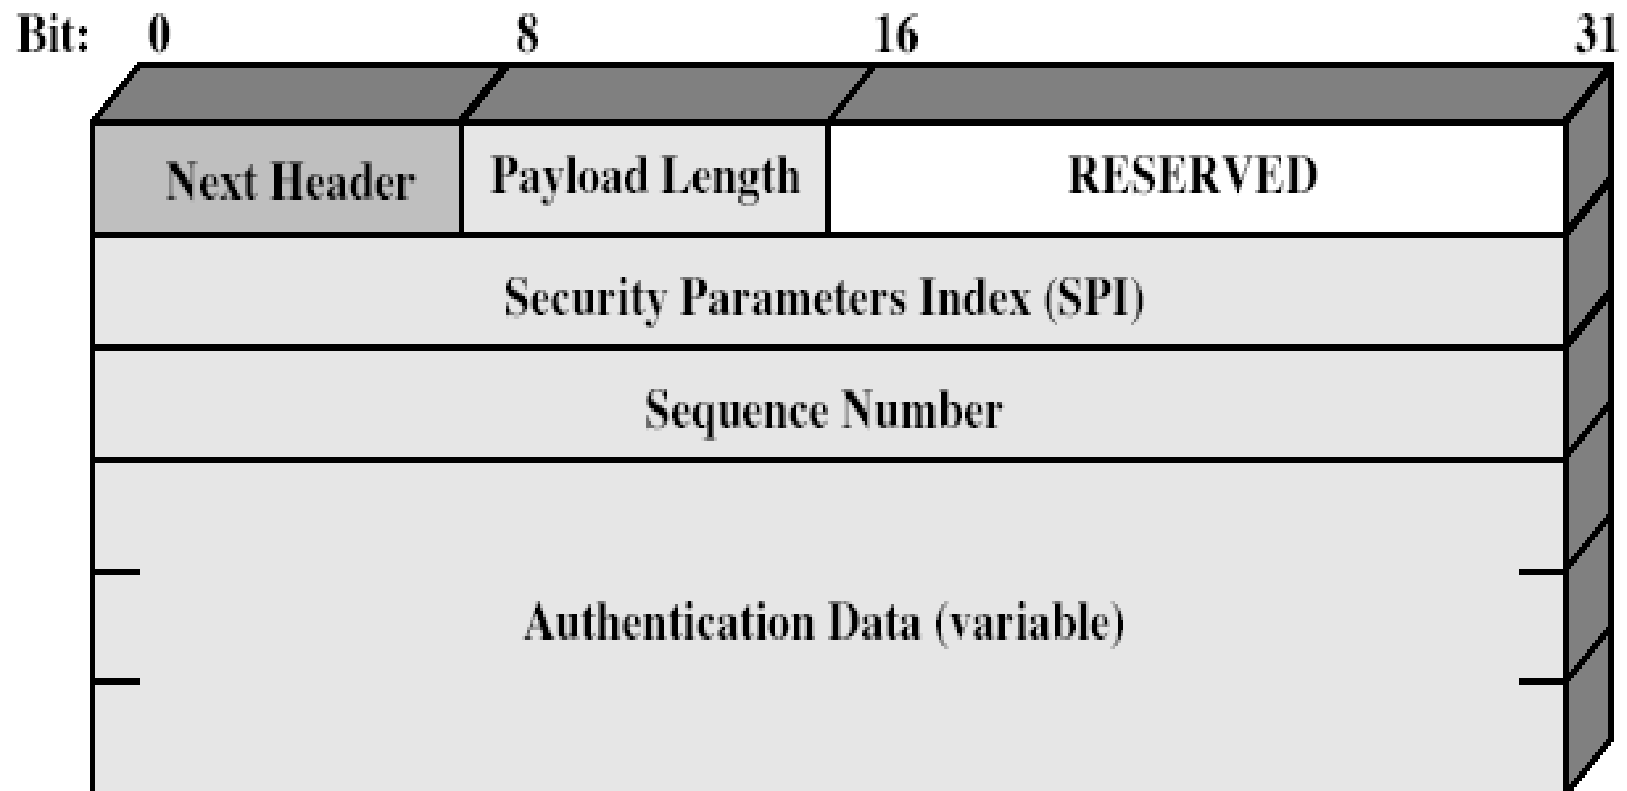 Bit: 0 8 16 31
Next Header Payload Length RESERVED
Security Parameters Index (SPI)
Sequence Number
Authentication Data (variable)